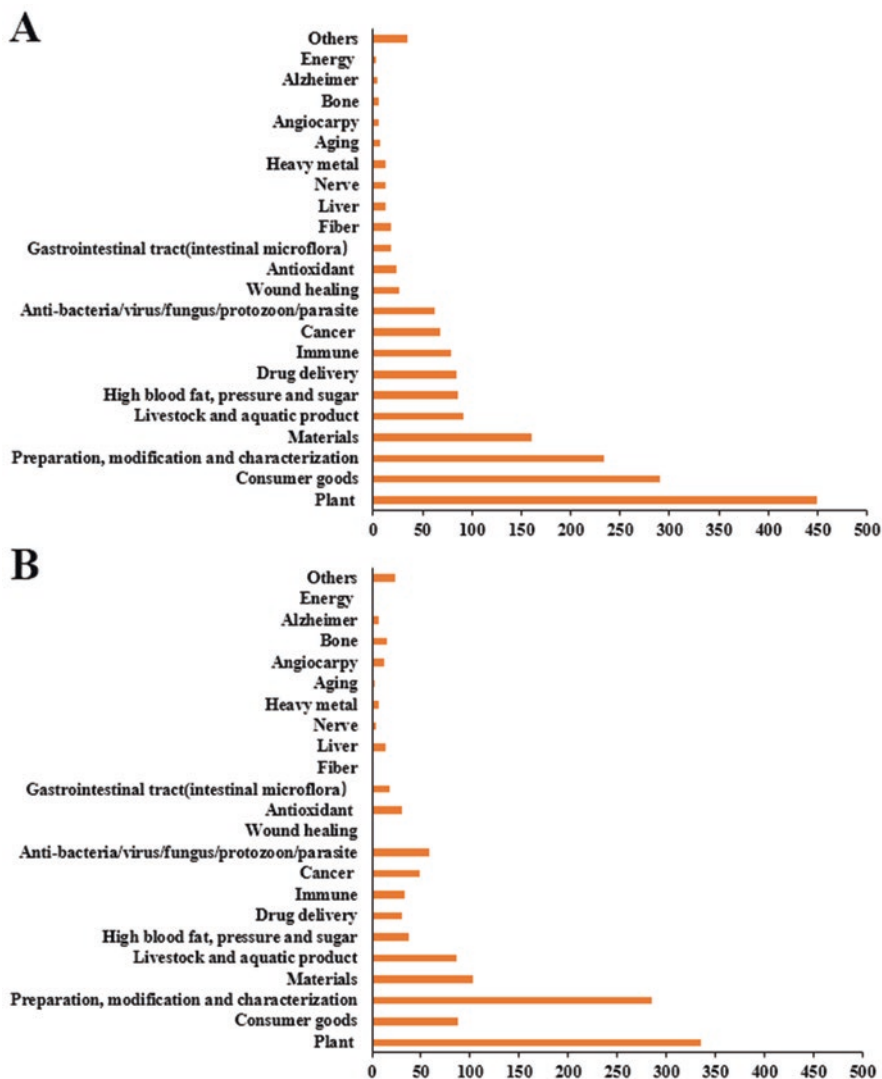 A
Others
Energy
Alzheimer
Bone
Angiocarpy
Aging
Heavy metal
Nerve
Liver
Fiber
Gastrointestinal tract(intestinal microflora)
Antioxidant
Wound healing
Anti-bacteria/virus/fungus/protozoon/parasite
Cancer
Immune
Drug delivery
High blood fat, pressure and sugar
Livestock and aquatic product
Materials
Preparation, modification and characterization
Consumer goods
Plant
0 50 100 150 200 250 300 350 400 450 500
B
Others
Energy
Alzheimer
Bone
Angiocarpy
Aging
Heavy metal
Nerve
Liver
Fiber
Gastrointestinal tract(intestinal microflora)
Antioxidant
Wound healing
Anti-bacteria/virus/fungus/protozoon/parasite
Cancer
Immune
Drug delivery
High blood fat, pressure and sugar
Livestock and aquatic product
Materials
Preparation, modification and characterization
Consumer goods
Plant
0 50 100 150 200 250 300 350 400 450 500